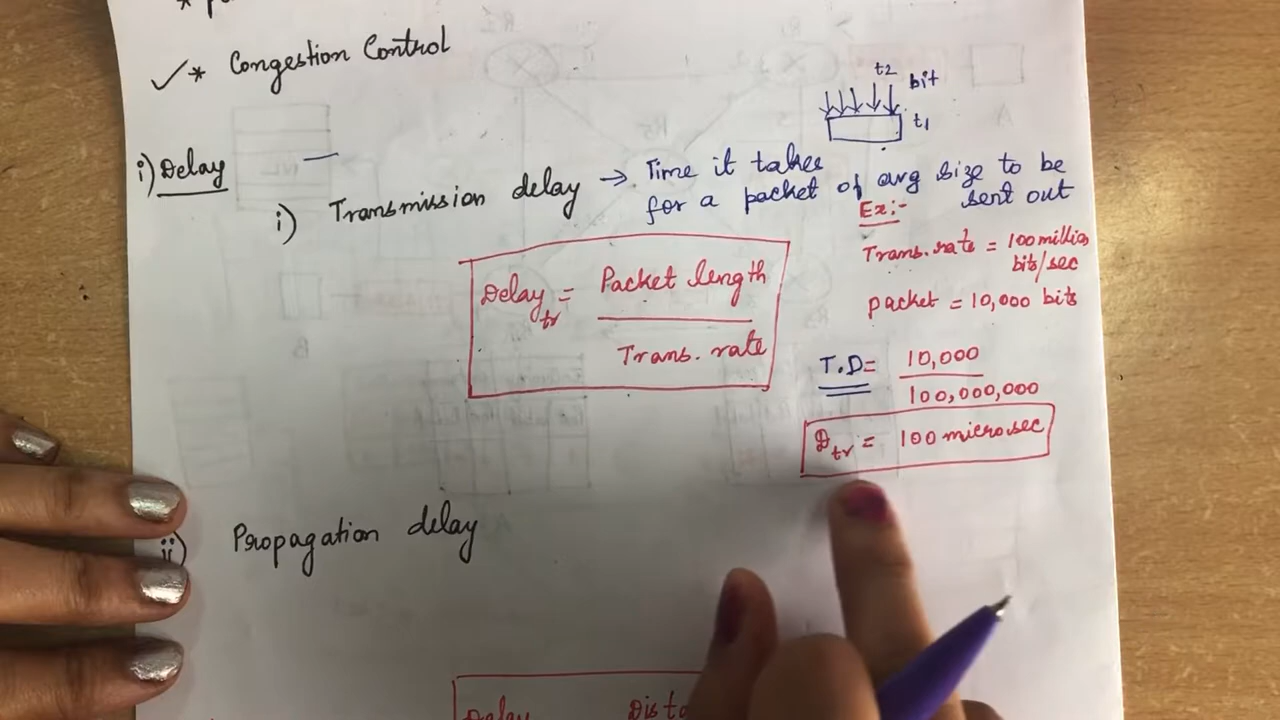 ✓* Congestion Control
t2
bit
t1
i) Delay —
i) Transmission delay → Time it takes
for a packet of avg size to be
sent out
Ex:-
Trans. rate = 100 million
bits/sec
packet = 10,000 bits
Delay tr = Packet length
Trans. rate
T.D = 10,000
100,000,000
D tr = 100 microsec
ii) Propagation delay
Delay